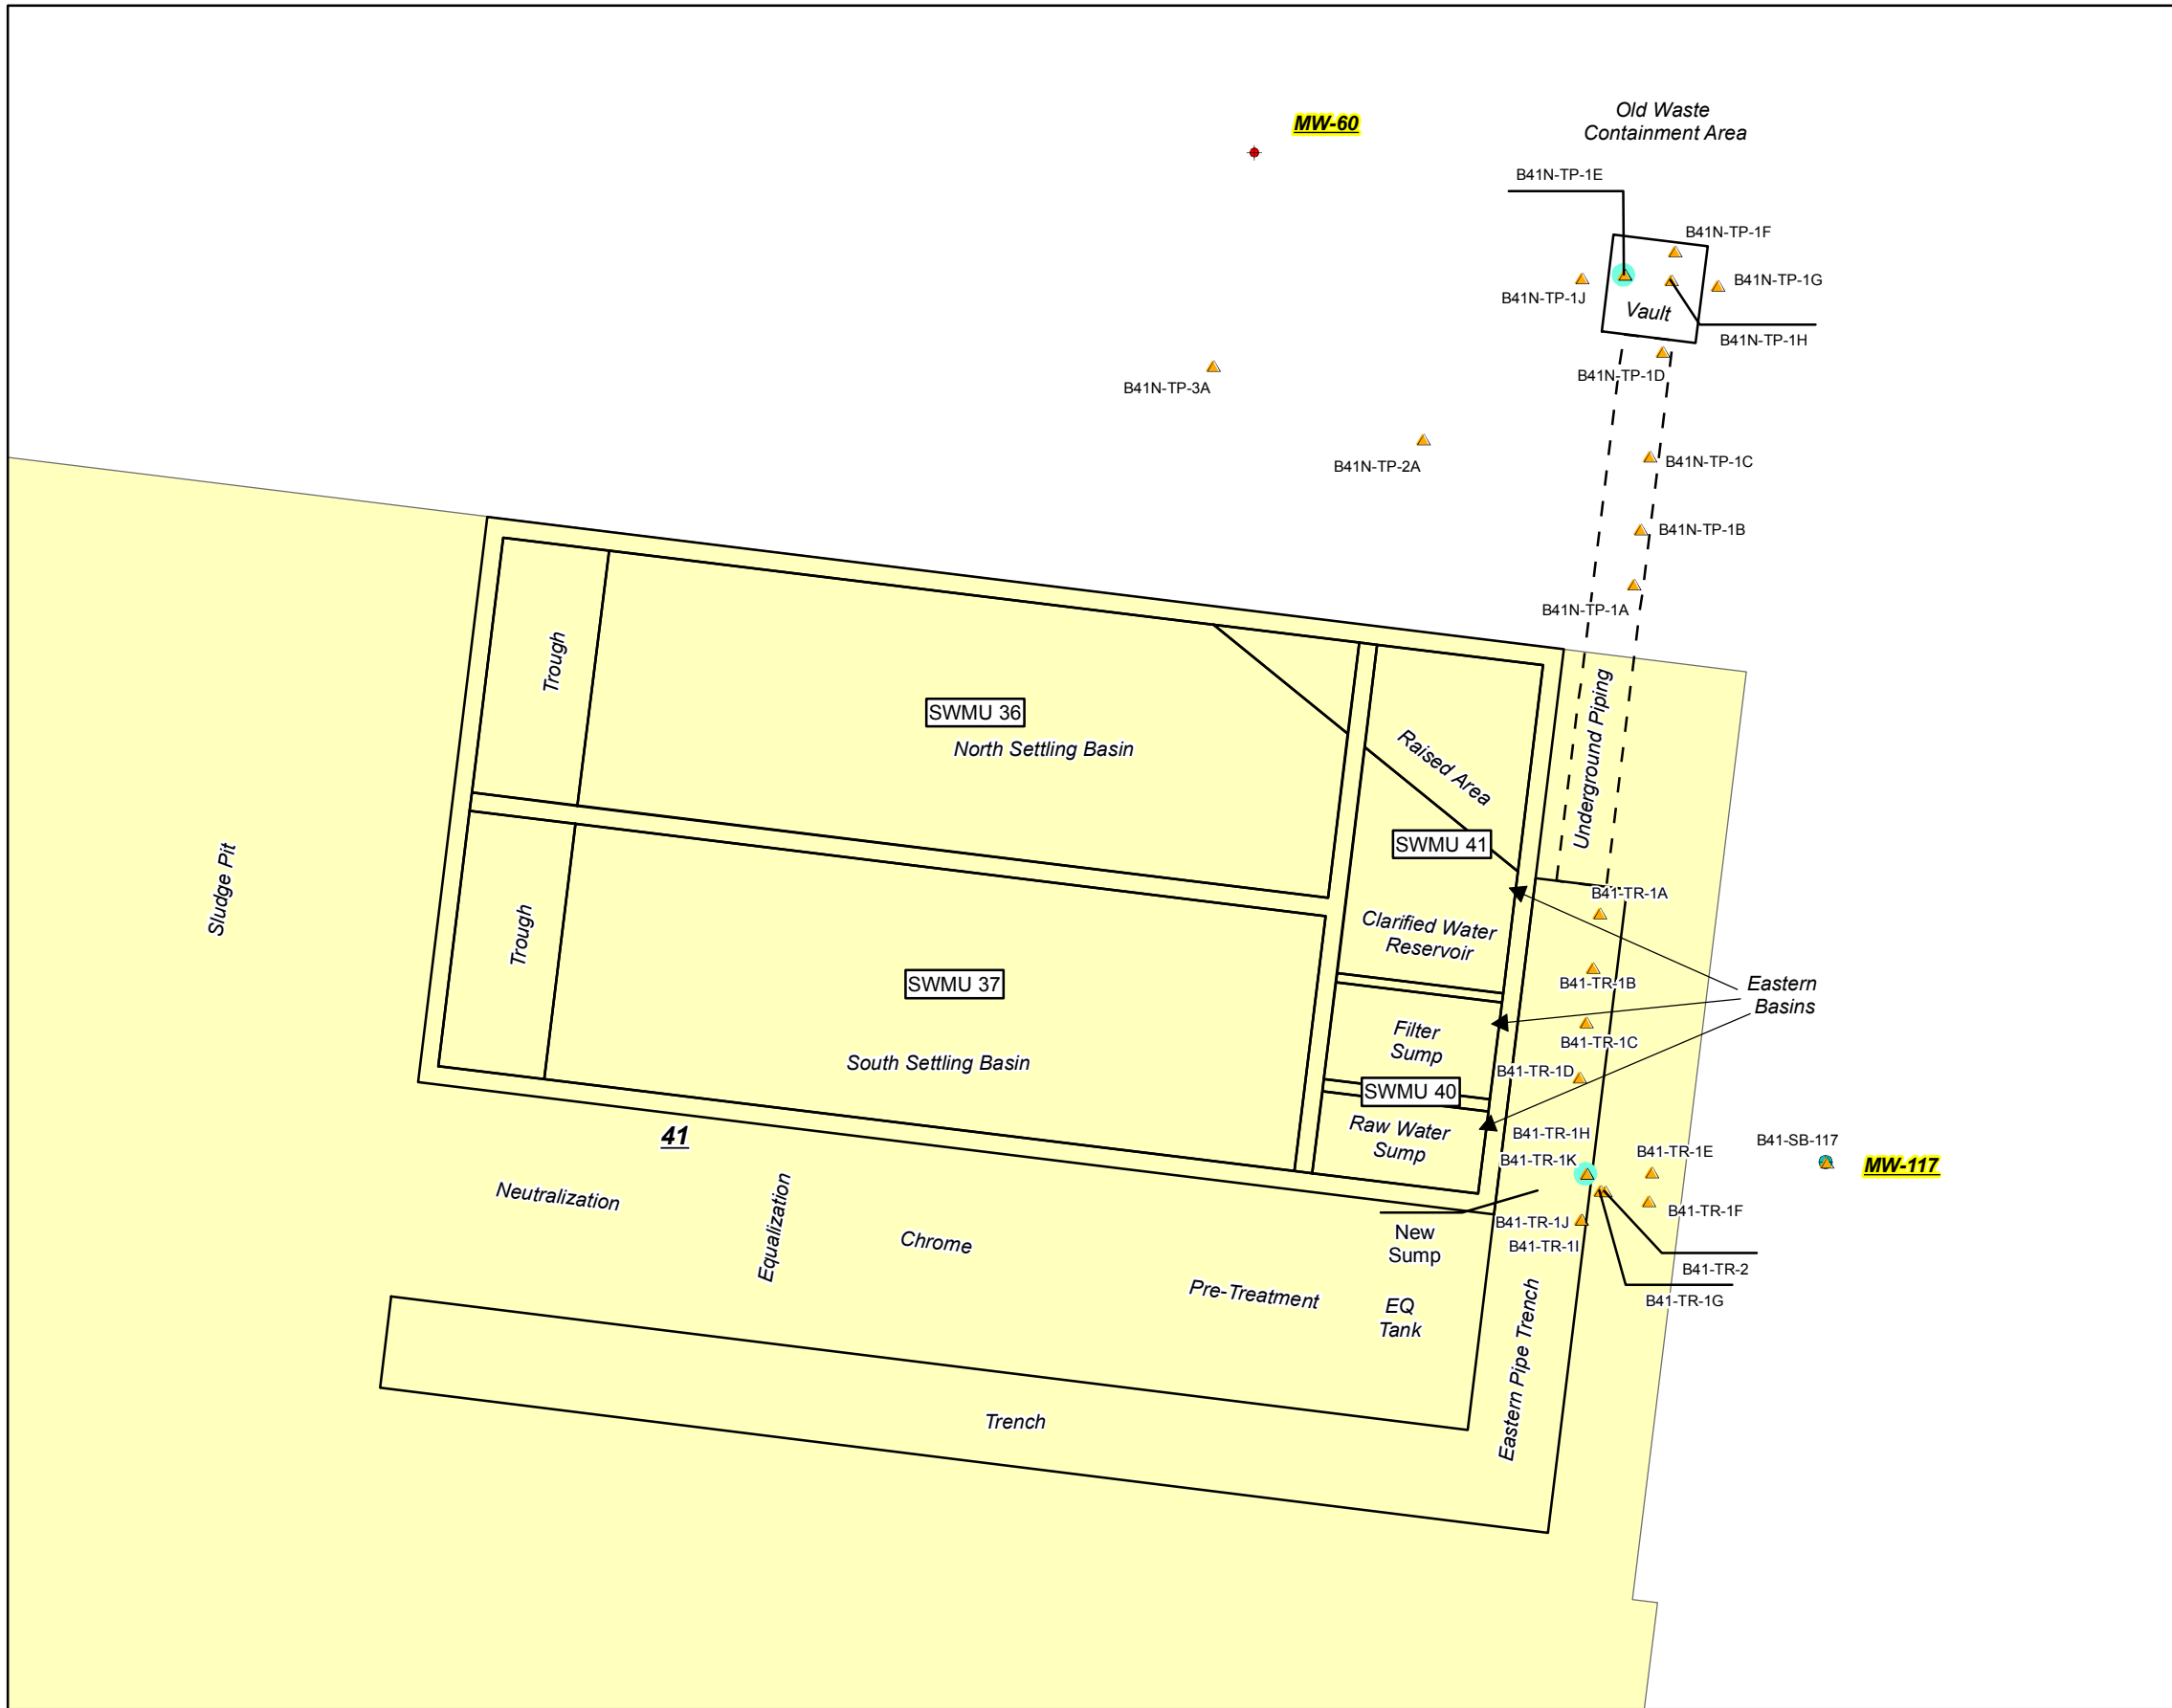 MW-60
Old Waste
Containment Area
B41N-TP-1E
B41N-TP-1F
B41N-TP-1G
B41N-TP-1J
Vault
B41N-TP-1H
B41N-TP-1D
B41N-TP-3A
B41N-TP-2A
B41N-TP-1C
B41N-TP-1B
B41N-TP-1A
Trough
SWMU 36
North Settling Basin
Raised Area
Underground Piping
SWMU 41
Sludge Pit
Trough
B41-TR-1A
Clarified Water
Reservoir
SWMU 37
B41-TR-1B
Eastern
Basins
Filter
Sump
B41-TR-1C
South Settling Basin
B41-TR-1D
SWMU 40
Raw Water
Sump
41
B41-TR-1H
B41-TR-1K
B41-TR-1E
B41-SB-117
MW-117
Neutralization
Equalization
Chrome
B41-TR-1J
B41-TR-1F
New
Sump
B41-TR-1I
B41-TR-2
B41-TR-1G
Pre-Treatment
EQ
Tank
Eastern Pipe Trench
Trench